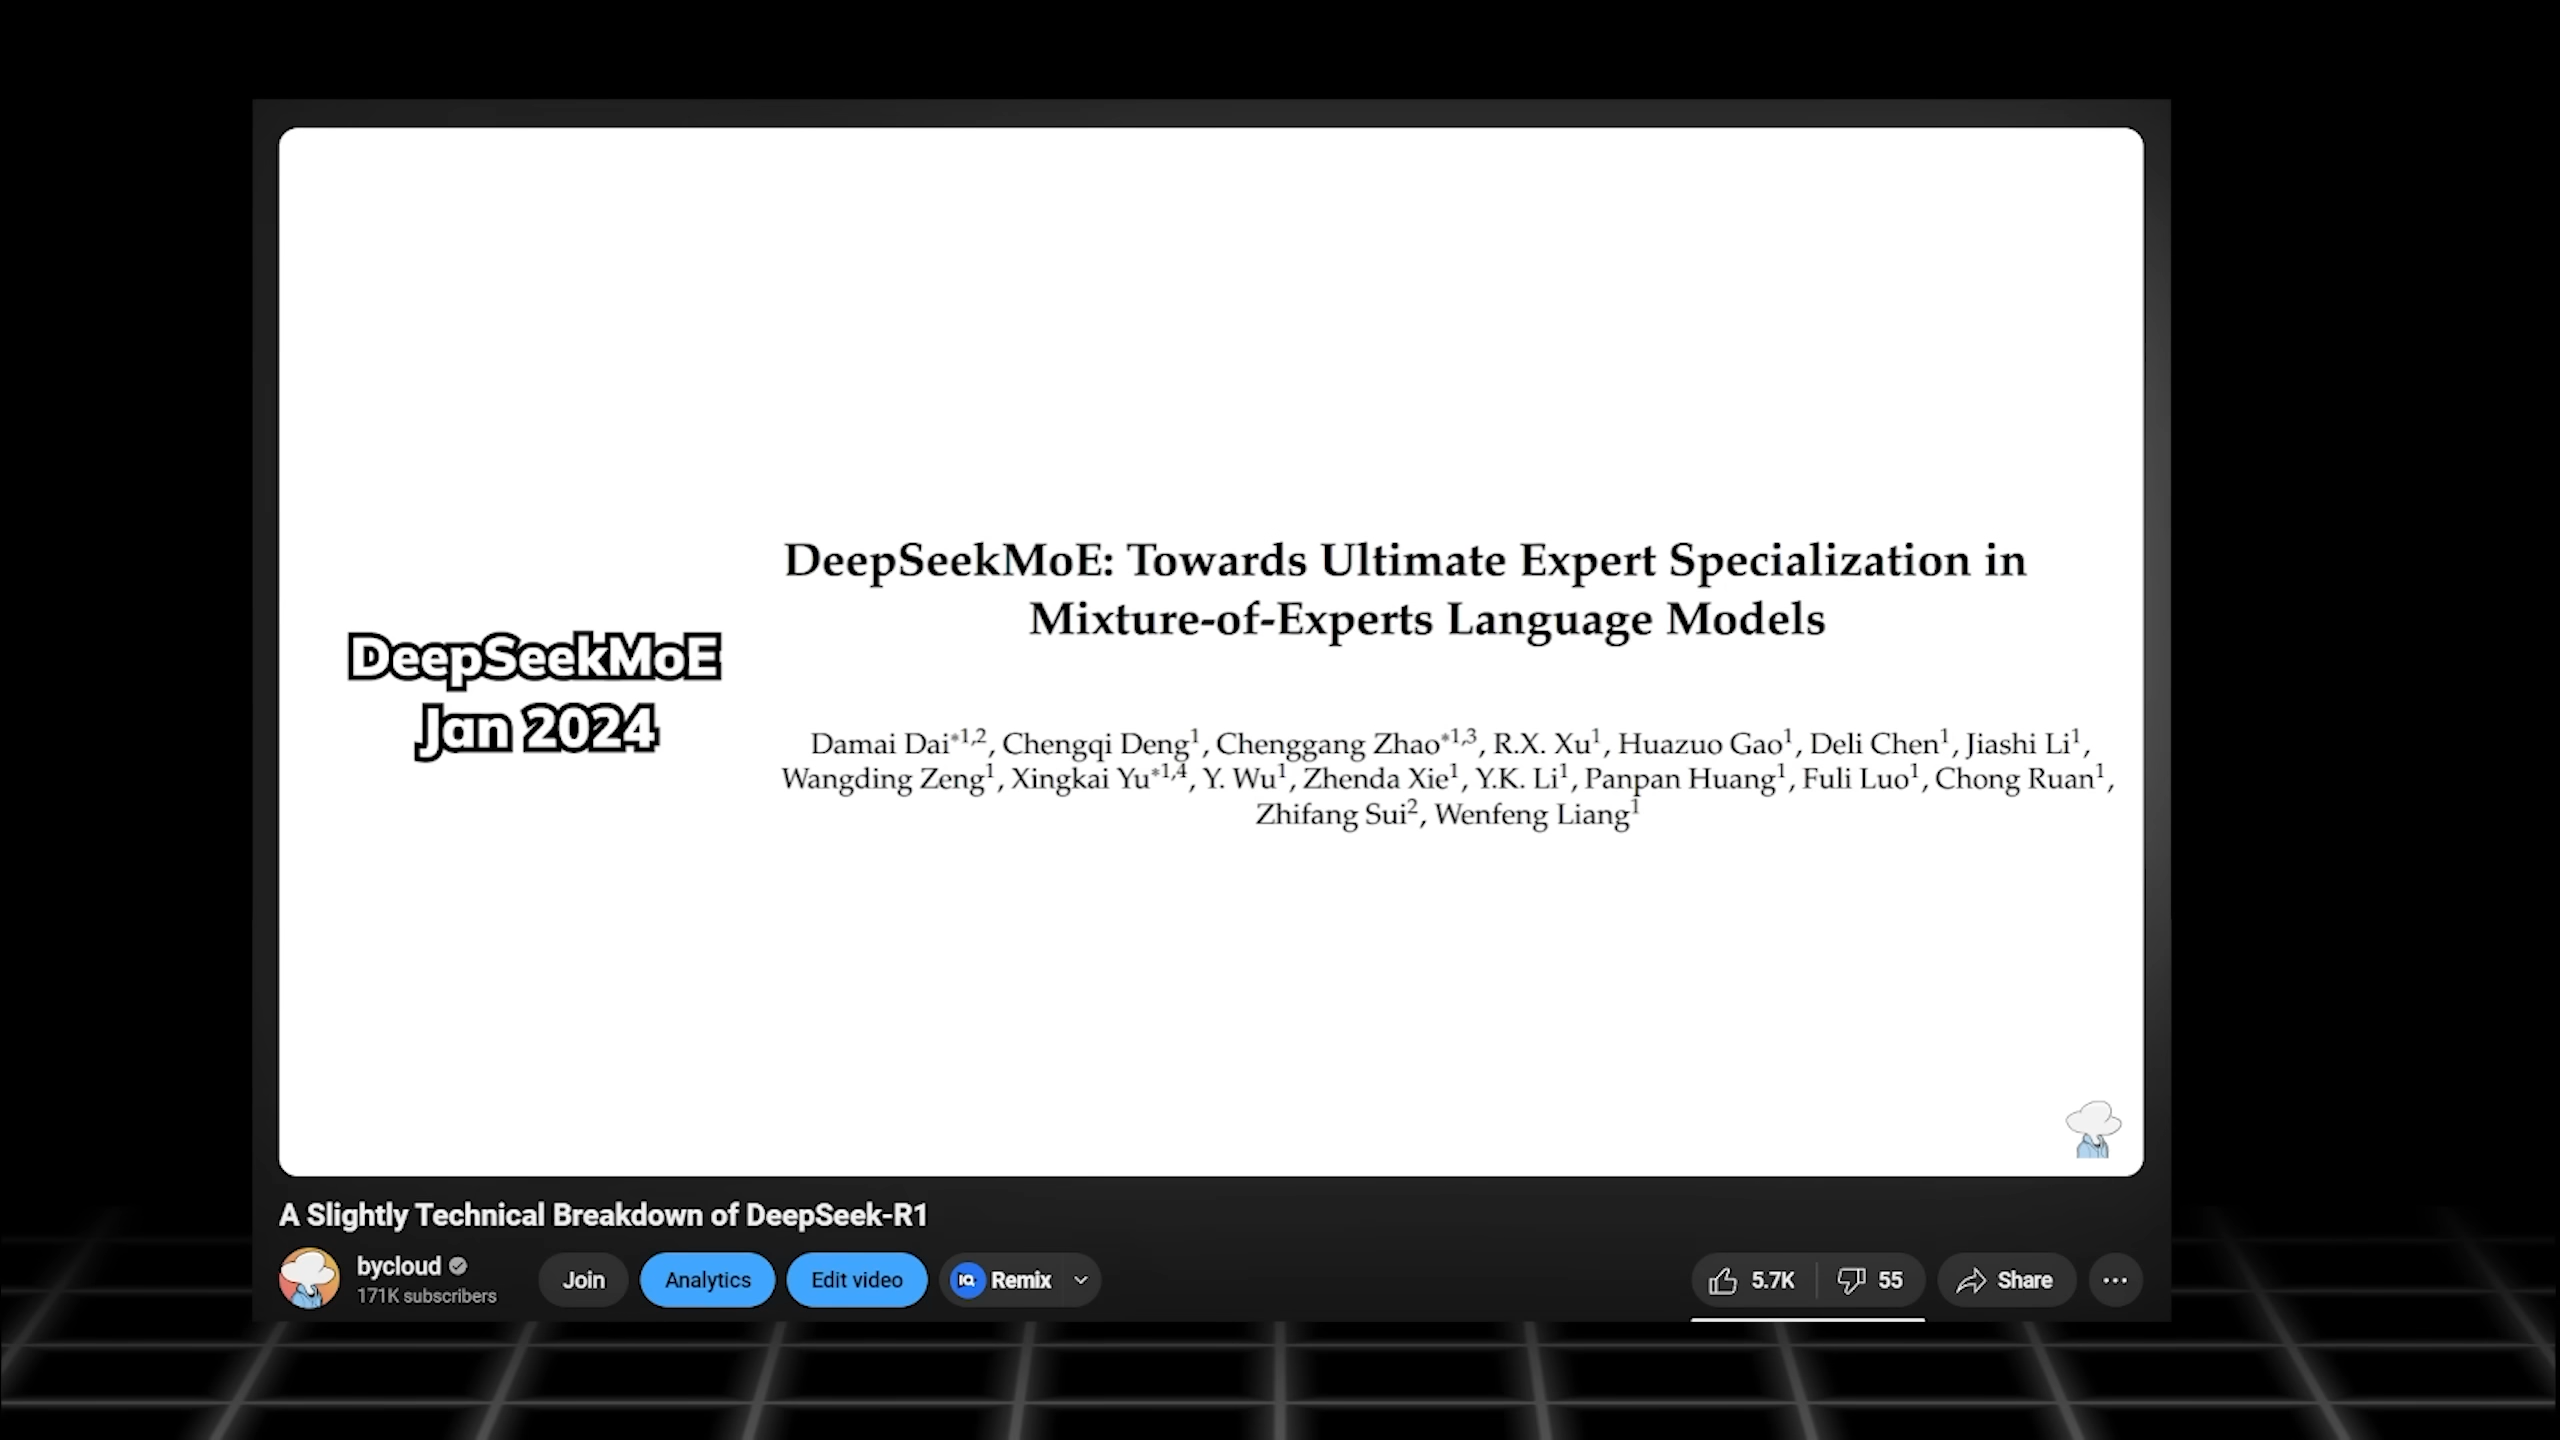 DeepSeekMoE: Towards Ultimate Expert Specialization in
Mixture-of-Experts Language Models
DeepSeekMoE
Jan 2024
Damai Dai*1,2, Chengqi Deng1, Chenggang Zhao*1,3, R.X. Xu1, Huazuo Gao1, Deli Chen1, Jiashi Li1,
Wangding Zeng1, Xingkai Yu*1,4, Y. Wu1, Zhenda Xie1, Y.K. Li1, Panpan Huang1, Fuli Luo1, Chong Ruan1,
Zhifang Sui2, Wenfeng Liang1
A Slightly Technical Breakdown of DeepSeek-R1
bycloud
171K subscribers
Join
Analytics
Edit video
IQ
Remix
5.7K
55
Share